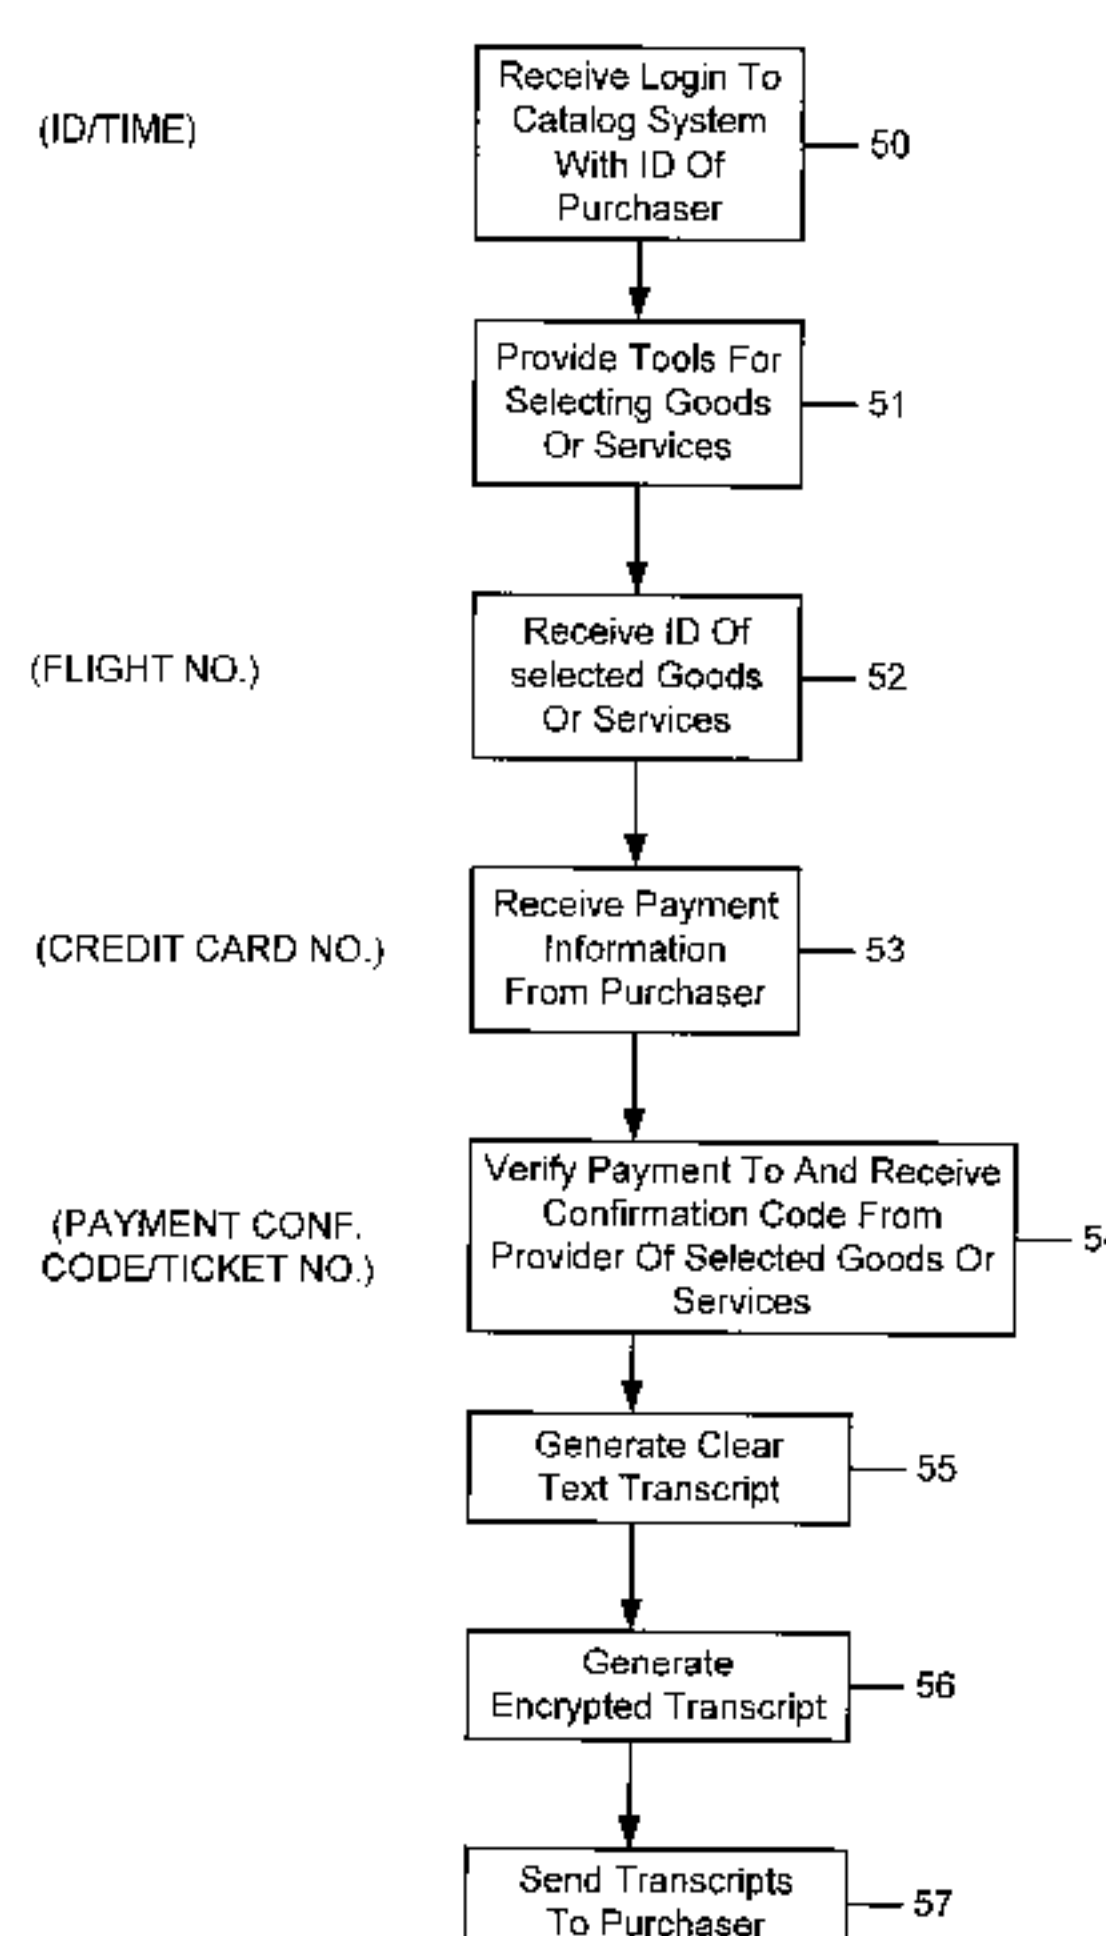 (ID/TIME)
Receive Login To
Catalog System
With ID Of
Purchaser
50
Provide Tools For
Selecting Goods
Or Services
51
(FLIGHT NO.)
Receive ID Of
selected Goods
Or Services
52
(CREDIT CARD NO.)
Receive Payment
Information
From Purchaser
53
(PAYMENT CONF.
CODE/TICKET NO.)
Verify Payment To And Receive
Confirmation Code From
Provider Of Selected Goods Or
Services
Generate Clear
Text Transcript
55
Generate
Encrypted Transcript
56
Send Transcripts
To Purchaser
57